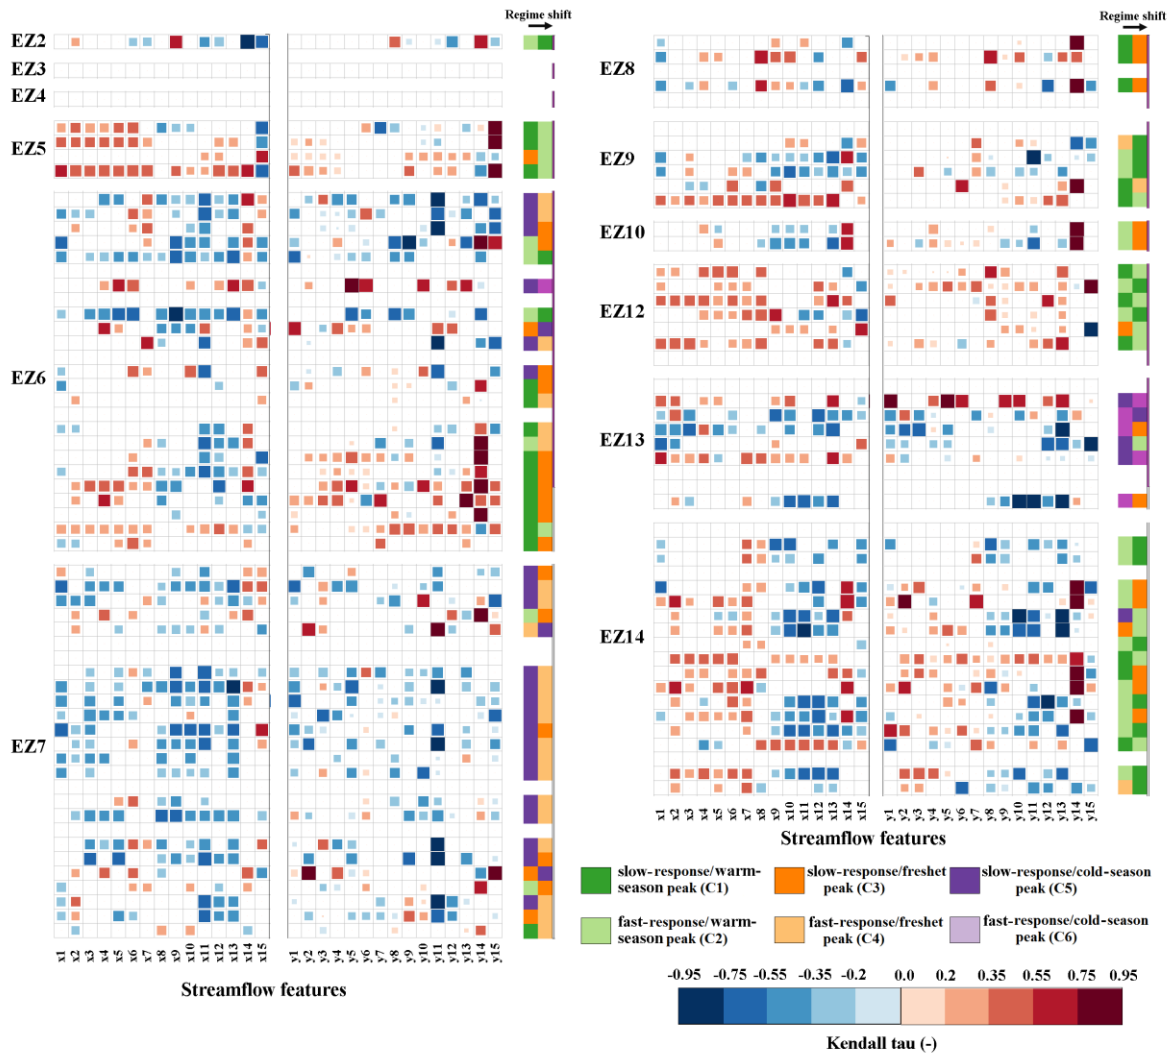 Regime shift
EZ2
EZ3
EZ4
EZ5
EZ6
EZ7
x1 x2 x3 x4 x5 x6 x7 x8 x9 x10 x11 x12 x13 x14 x15
y1 y2 y3 y4 y5 y6 y7 y8 y9 y10 y11 y12 y13 y14 y15
Streamflow features
Regime shift
EZ8
EZ9
EZ10
EZ12
EZ13
EZ14
x1 x2 x3 x4 x5 x6 x7 x8 x9 x10 x11 x12 x13 x14 x15
y1 y2 y3 y4 y5 y6 y7 y8 y9 y10 y11 y12 y13 y14 y15
Streamflow features
slow-response/warm-
season peak (C1)
slow-response/freshet
peak (C3)
slow-response/cold-season
peak (C5)
fast-response/warm-
season peak (C2)
fast-response/freshet
peak (C4)
fast-response/cold-season
peak (C6)
-0.95 -0.75 -0.55 -0.35 -0.2 0.0 0.2 0.35 0.55 0.75 0.95
Kendall tau (-)